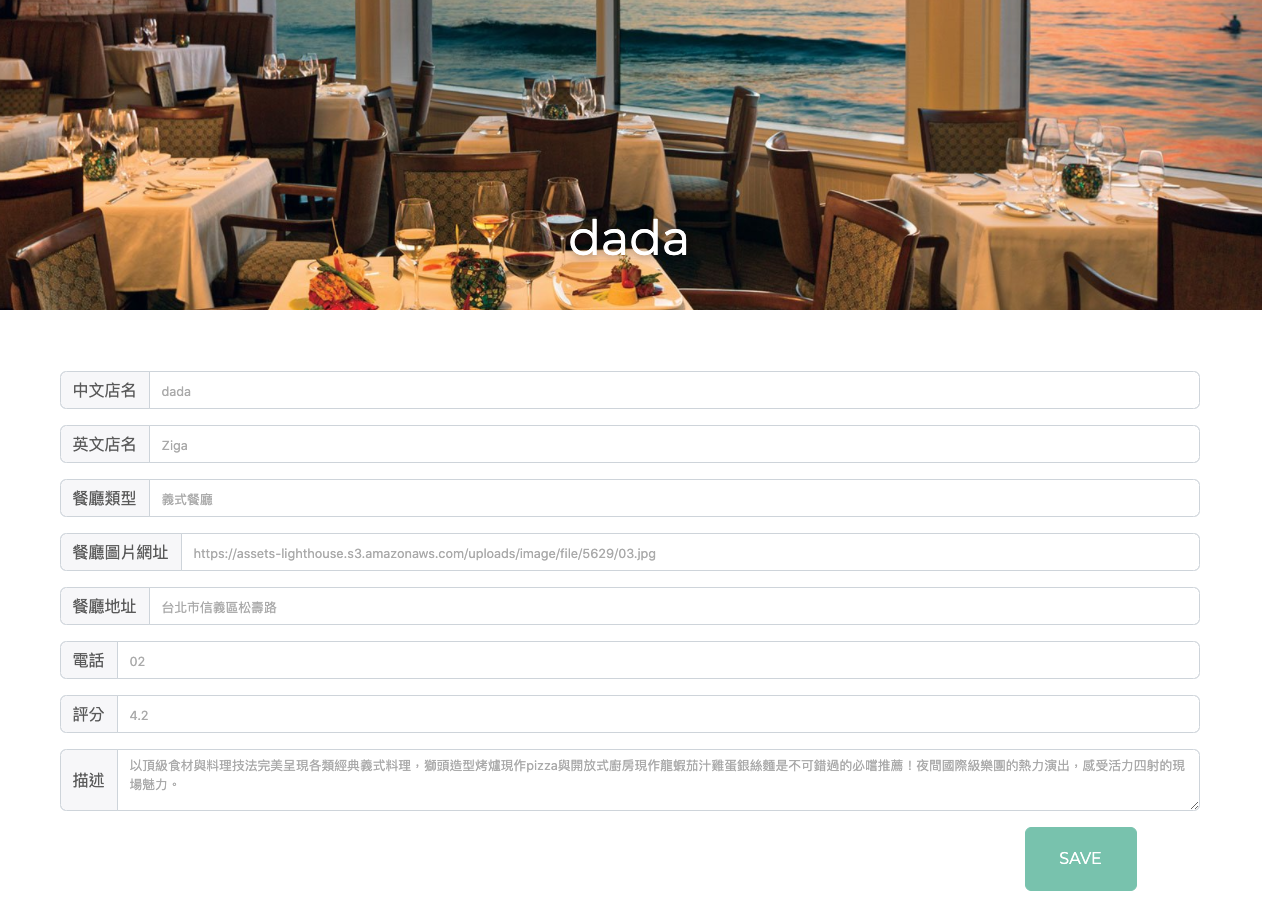 dada
中文店名 dada
英文店名 Ziga
餐廳類型 義式餐廳
餐廳圖片網址 https://assets-lighthouse.s3.amazonaws.com/uploads/image/file/5629/03.jpg
餐廳地址 台北市信義區松壽路
電話 02
評分 4.2
描述 以頂級食材與料理技法完美呈現各類經典義式料理，獅頭造型烤爐現作pizza與開放式廚房現作龍蝦茄汁雞蛋銀絲麵是不可錯過的必嚐推薦！夜間國際級樂團的熱力演出，感受活力四射的現
場魅力。
SAVE